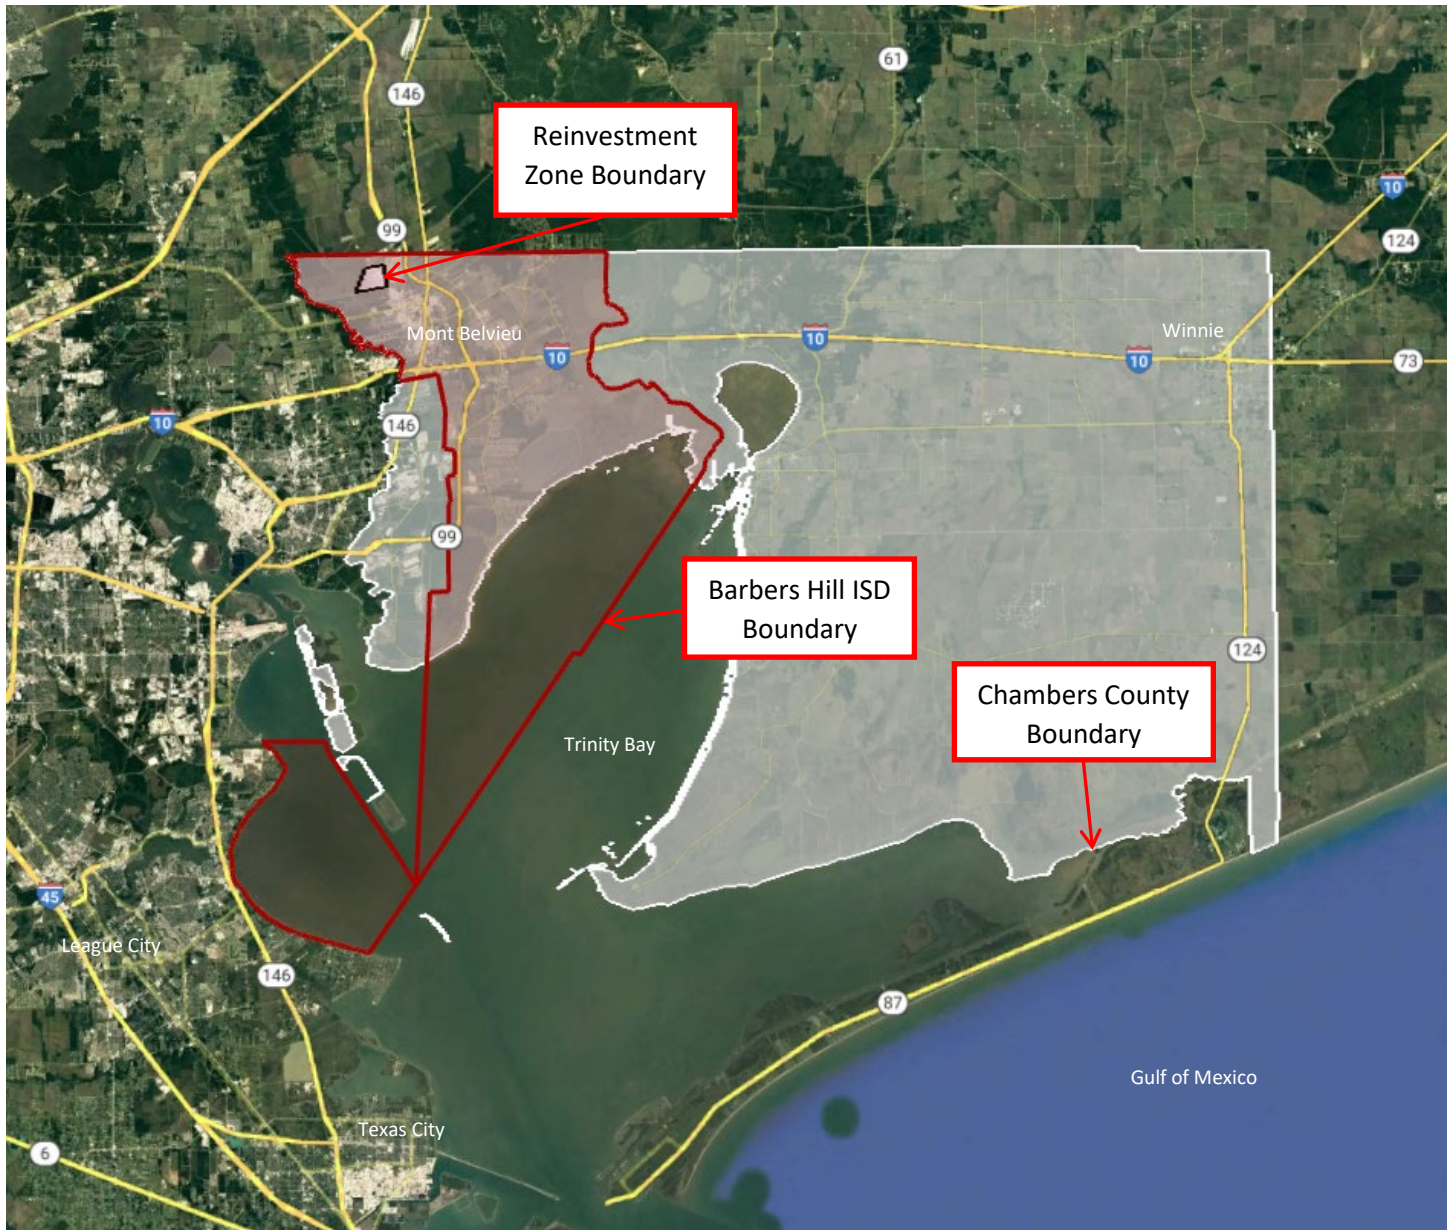 61
146
Reinvestment
Zone Boundary
10
99
124
Mont Belvieu
10
10
Winnie
10
73
146
10
99
Barbers Hill ISD
Boundary
124
Chambers County
Boundary
Trinity Bay
45
League City
146
87
Gulf of Mexico
Texas City
6